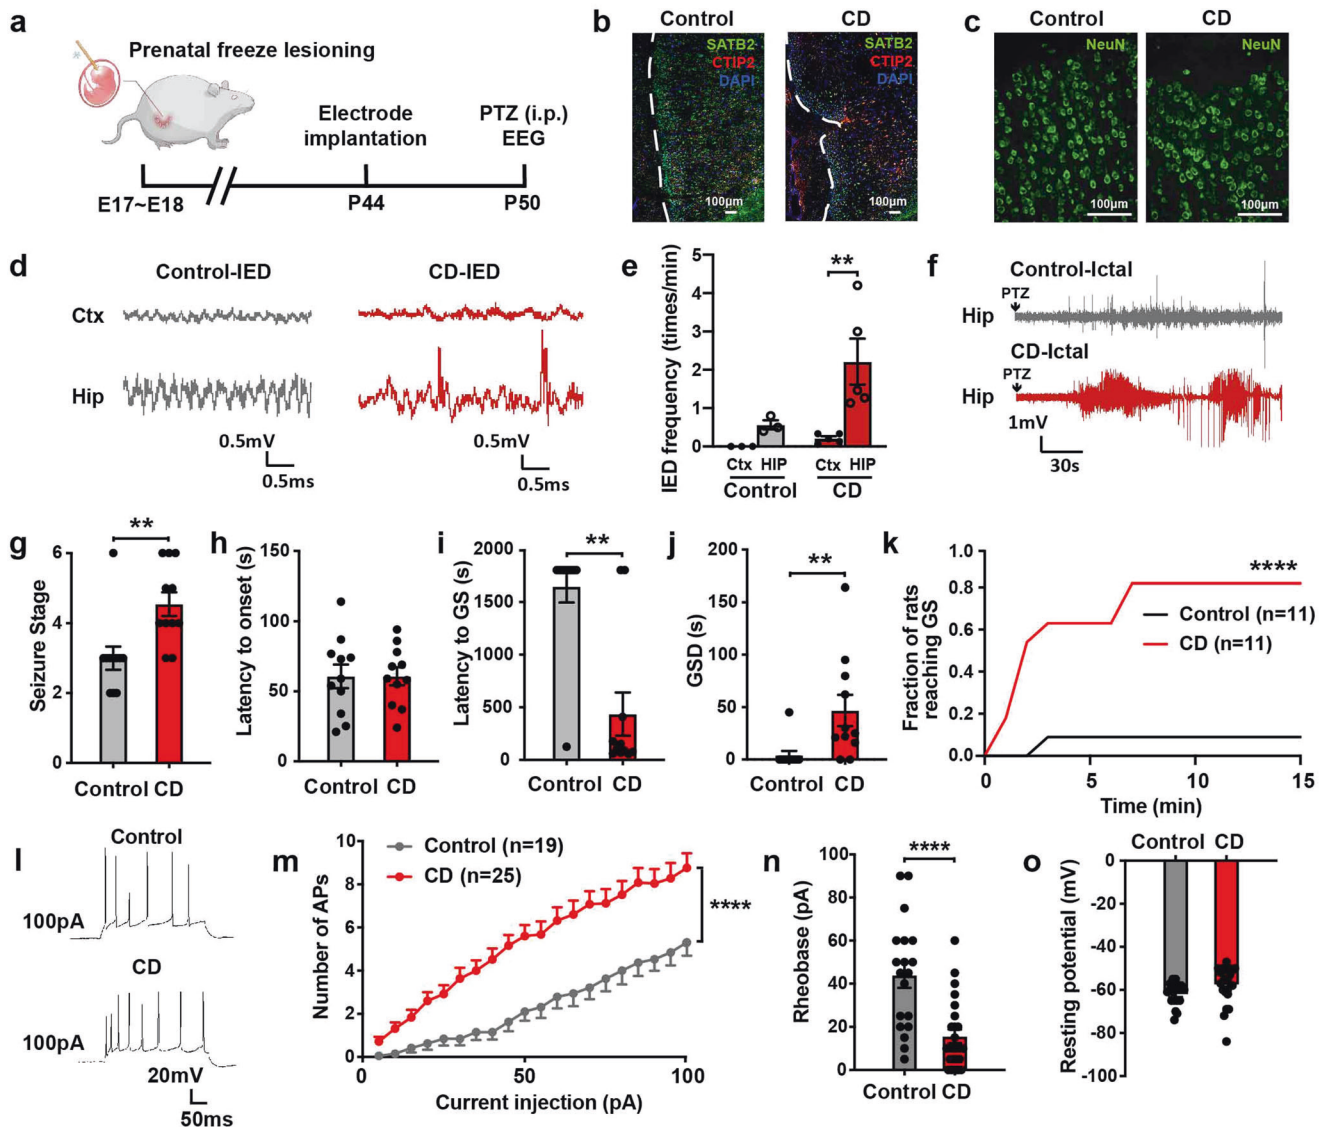 a
Prenatal freeze lesioning
Electrode
implantation
PTZ (i.p.)
EEG
E17~E18
P44
P50
b
Control
CD
SATB2
CTIP2
DAPI
100μm
SATB2
CTIP2
DAPI
100μm
c
Control
CD
NeuN
100μm
NeuN
100μm
d
Control-IED
CD-IED
Ctx
Hip
0.5mV
0.5ms
0.5mV
0.5ms
e
IED frequency (times/min)
5
4
3
2
1
0
**
Ctx HIP
Ctx HIP
Control
CD
f
Control-Ictal
PTZ
Hip
CD-Ictal
PTZ
Hip
1mV
30s
g
Seizure Stage
6
4
2
0
**
Control CD
h
Latency to onset (s)
150
100
50
0
Control CD
i
Latency to GS (s)
2000
1500
1000
500
0
**
Control CD
j
GSD (s)
200
150
100
50
0
**
Control CD
k
Fraction of rats
reaching GS
1.0
0.8
0.6
0.4
0.2
0.0
****
Control (n=11)
CD (n=11)
0 5 10 15
Time (min)
l
Control
100pA
CD
100pA
20mV
50ms
m
Number of APs
10
8
6
4
2
0
Control (n=19)
CD (n=25)
****
0 50 100
Current injection (pA)
n
Rheobase (pA)
100
80
60
40
20
0
****
Control CD
o
Control CD
Resting potential (mV)
0
-20
-40
-60
-80
-100